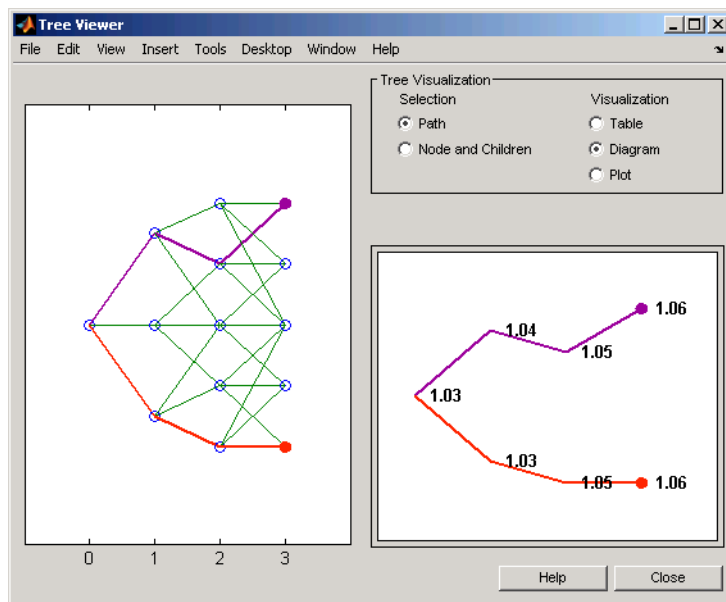 Tree Viewer
File Edit View Insert Tools Desktop Window Help
Tree Visualization
Selection Visualization
Path Table
Node and Children Diagram
Plot
1.06
1.04
1.05
1.03
1.03
1.05 1.06
0 1 2 3
Help Close